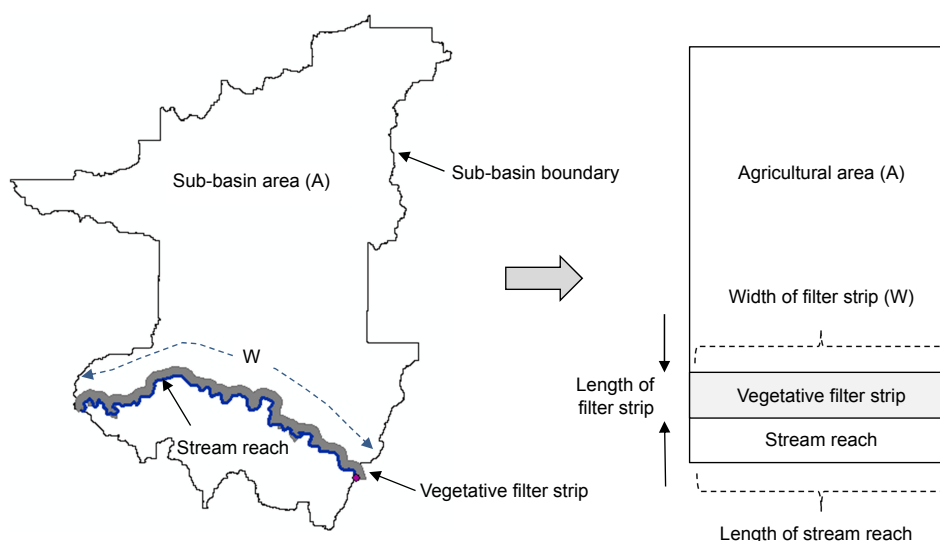 Sub-basin area (A)
Sub-basin boundary
W
Stream reach
Vegetative filter strip
Agricultural area (A)
Width of filter strip (W)
Length of
filter strip
Vegetative filter strip
Stream reach
Length of stream reach